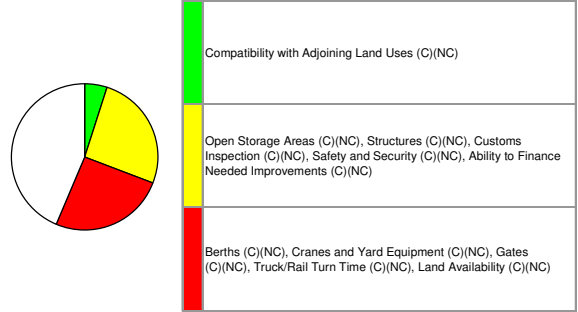 Compatibility with Adjoining Land Uses (C)(NC)
Open Storage Areas (C)(NC), Structures (C)(NC), Customs
Inspection (C)(NC), Safety and Security (C)(NC), Ability to Finance
Needed Improvements (C)(NC)
Berths (C)(NC), Cranes and Yard Equipment (C)(NC), Gates
(C)(NC), Truck/Rail Turn Time (C)(NC), Land Availability (C)(NC)